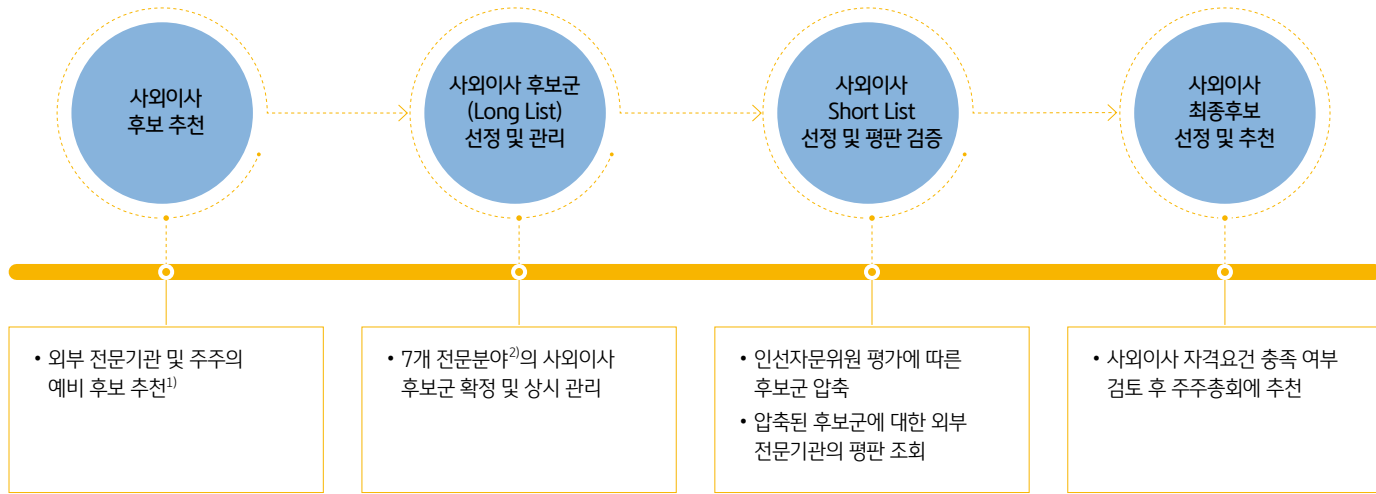 사외이사
후보 추천
사외이사 후보군
(Long List)
선정 및 관리
사외이사
Short List
선정 및 평판 검증
사외이사
최종후보
선정 및 추천
• 외부 전문기관 및 주주의
예비 후보 추천1)
• 7개 전문분야2)의 사외이사
후보군 확정 및 상시 관리
• 인선자문위원 평가에 따른
후보군 압축
• 압축된 후보군에 대한 외부
전문기관의 평판 조회
• 사외이사 자격요건 충족 여부
검토 후 주주총회에 추천